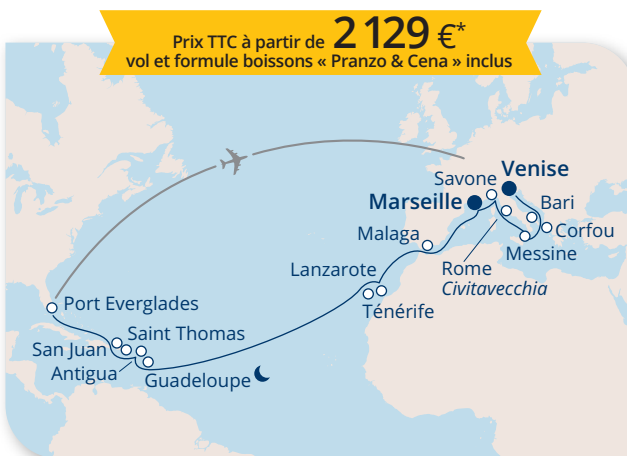 Prix TTC à partir de 2 129 €*
vol et formule boissons « Pranzo & Cena » inclus
Venise
Savone
Marseille
Bari
Corfou
Malaga
Messine
Lanzarote
Rome
Civitavecchia
Ténérife
Port Everglades
Saint Thomas
San Juan
Antigua
Guadeloupe